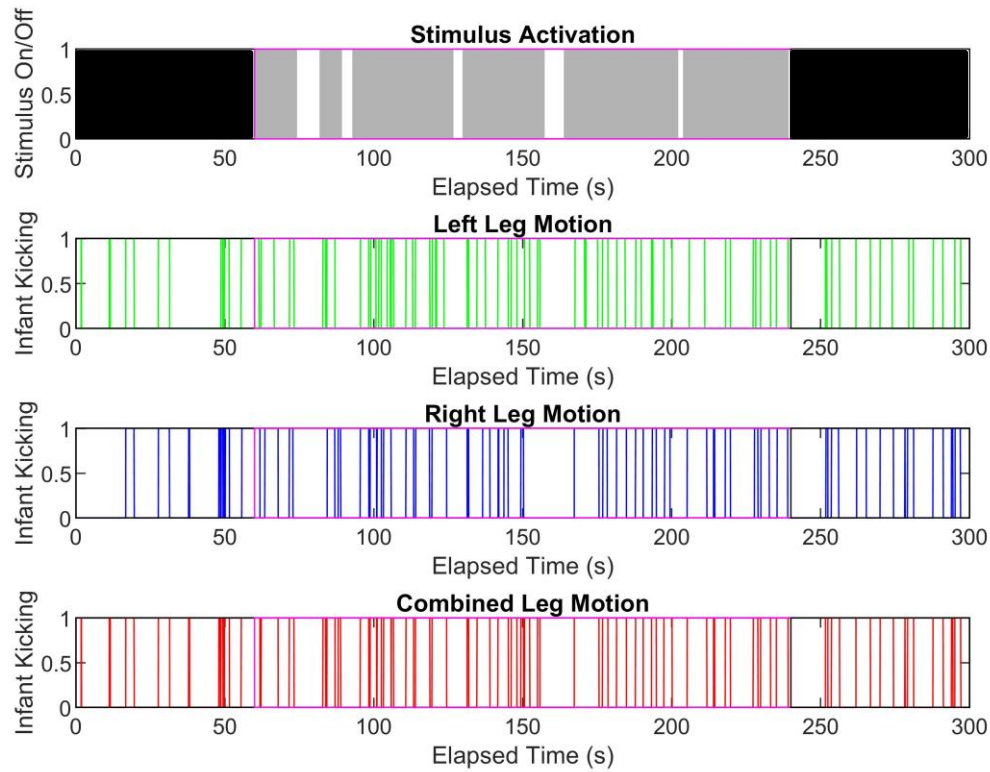 Stimulus Activation
Stimulus On/Off
1
0.5
0
0 50 100 150 200 250 300
Elapsed Time (s)
Left Leg Motion
Infant Kicking
1
0.5
0
0 50 100 150 200 250 300
Elapsed Time (s)
Right Leg Motion
Infant Kicking
1
0.5
0
0 50 100 150 200 250 300
Elapsed Time (s)
Combined Leg Motion
Infant Kicking
1
0.5
0
0 50 100 150 200 250 300
Elapsed Time (s)